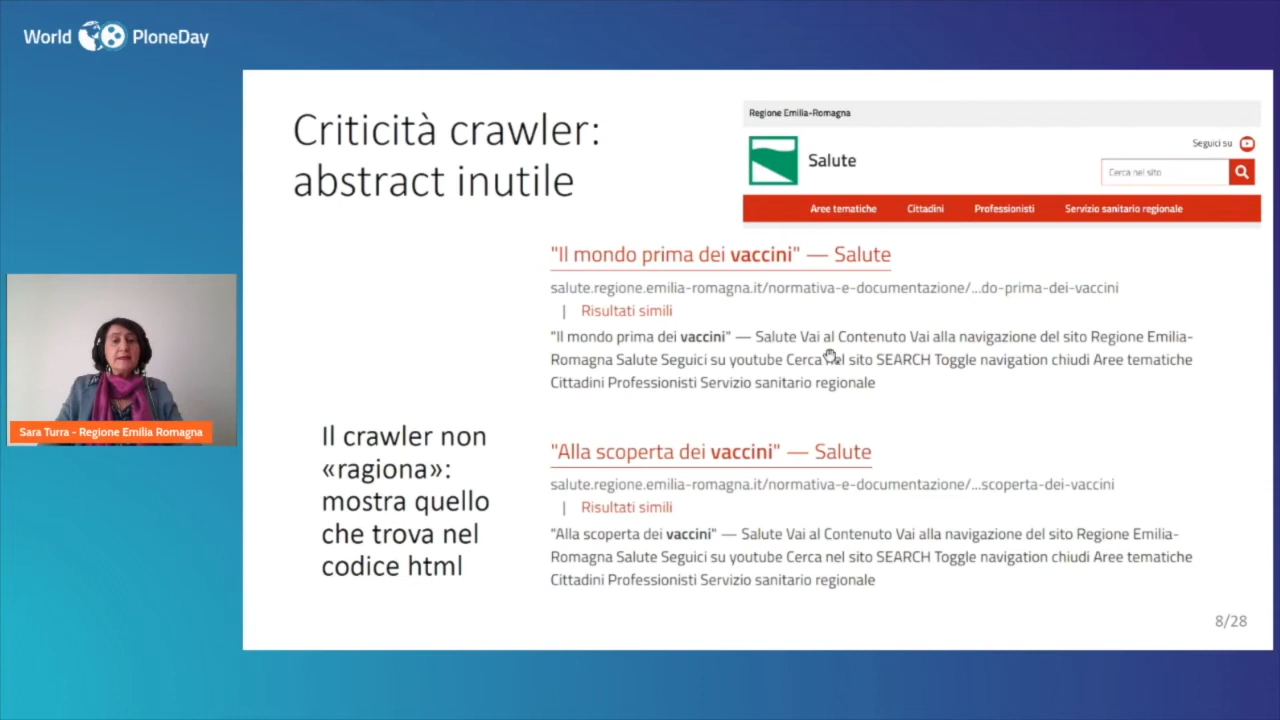 World PloneDay
Criticità crawler:
abstract inutile
Regione Emilia-Romagna
Salute
Seguici su
Cerca nel sito
Aree tematiche Cittadini Professionisti Servizio sanitario regionale
"Il mondo prima dei vaccini" — Salute
salute.regione.emilia-romagna.it/normativa-e-documentazione/...do-prima-dei-vaccini
| Risultati simili
"Il mondo prima dei vaccini" — Salute Vai al Contenuto Vai alla navigazione del sito Regione Emilia-
Romagna Salute Seguici su youtube Cerca nel sito SEARCH Toggle navigation chiudi Aree tematiche
Cittadini Professionisti Servizio sanitario regionale
Sara Turra - Regione Emilia Romagna
Il crawler non
«ragiona»:
mostra quello
che trova nel
codice html
"Alla scoperta dei vaccini" — Salute
salute.regione.emilia-romagna.it/normativa-e-documentazione/...scoperta-dei-vaccini
| Risultati simili
"Alla scoperta dei vaccini" — Salute Vai al Contenuto Vai alla navigazione del sito Regione Emilia-
Romagna Salute Seguici su youtube Cerca nel sito SEARCH Toggle navigation chiudi Aree tematiche
Cittadini Professionisti Servizio sanitario regionale
8/28